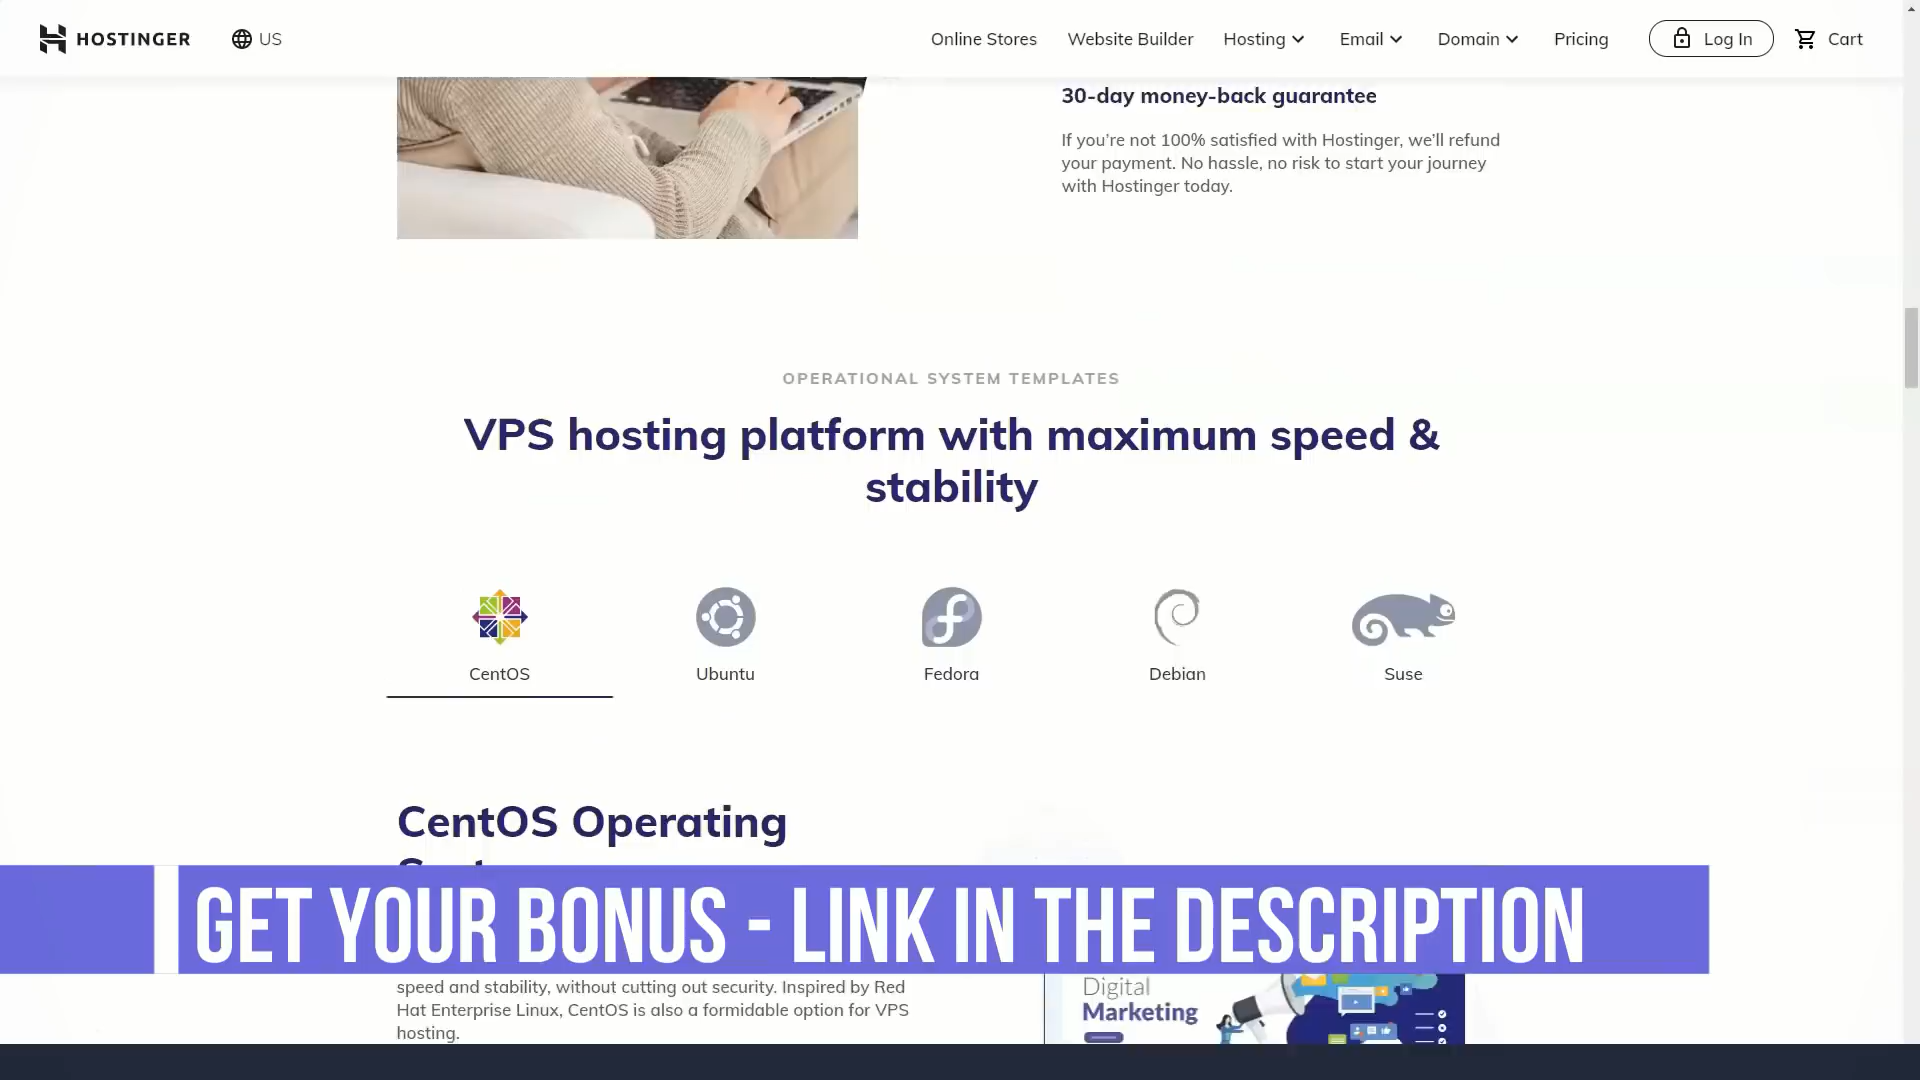 HOSTINGER
US
Online Stores
Website Builder
Hosting
Email
Domain
Pricing
Log In
Cart
30-day money-back guarantee
If you’re not 100% satisfied with Hostinger, we’ll refund
your payment. No hassle, no risk to start your journey
with Hostinger today.
OPERATIONAL SYSTEM TEMPLATES
VPS hosting platform with maximum speed &
stability
CentOS
Ubuntu
Fedora
Debian
Suse
CentOS Operating
GET YOUR BONUS - LINK IN THE DESCRIPTION
speed and stability, without cutting out security. Inspired by Red
Hat Enterprise Linux, CentOS is also a formidable option for VPS
hosting.
Digital
Marketing